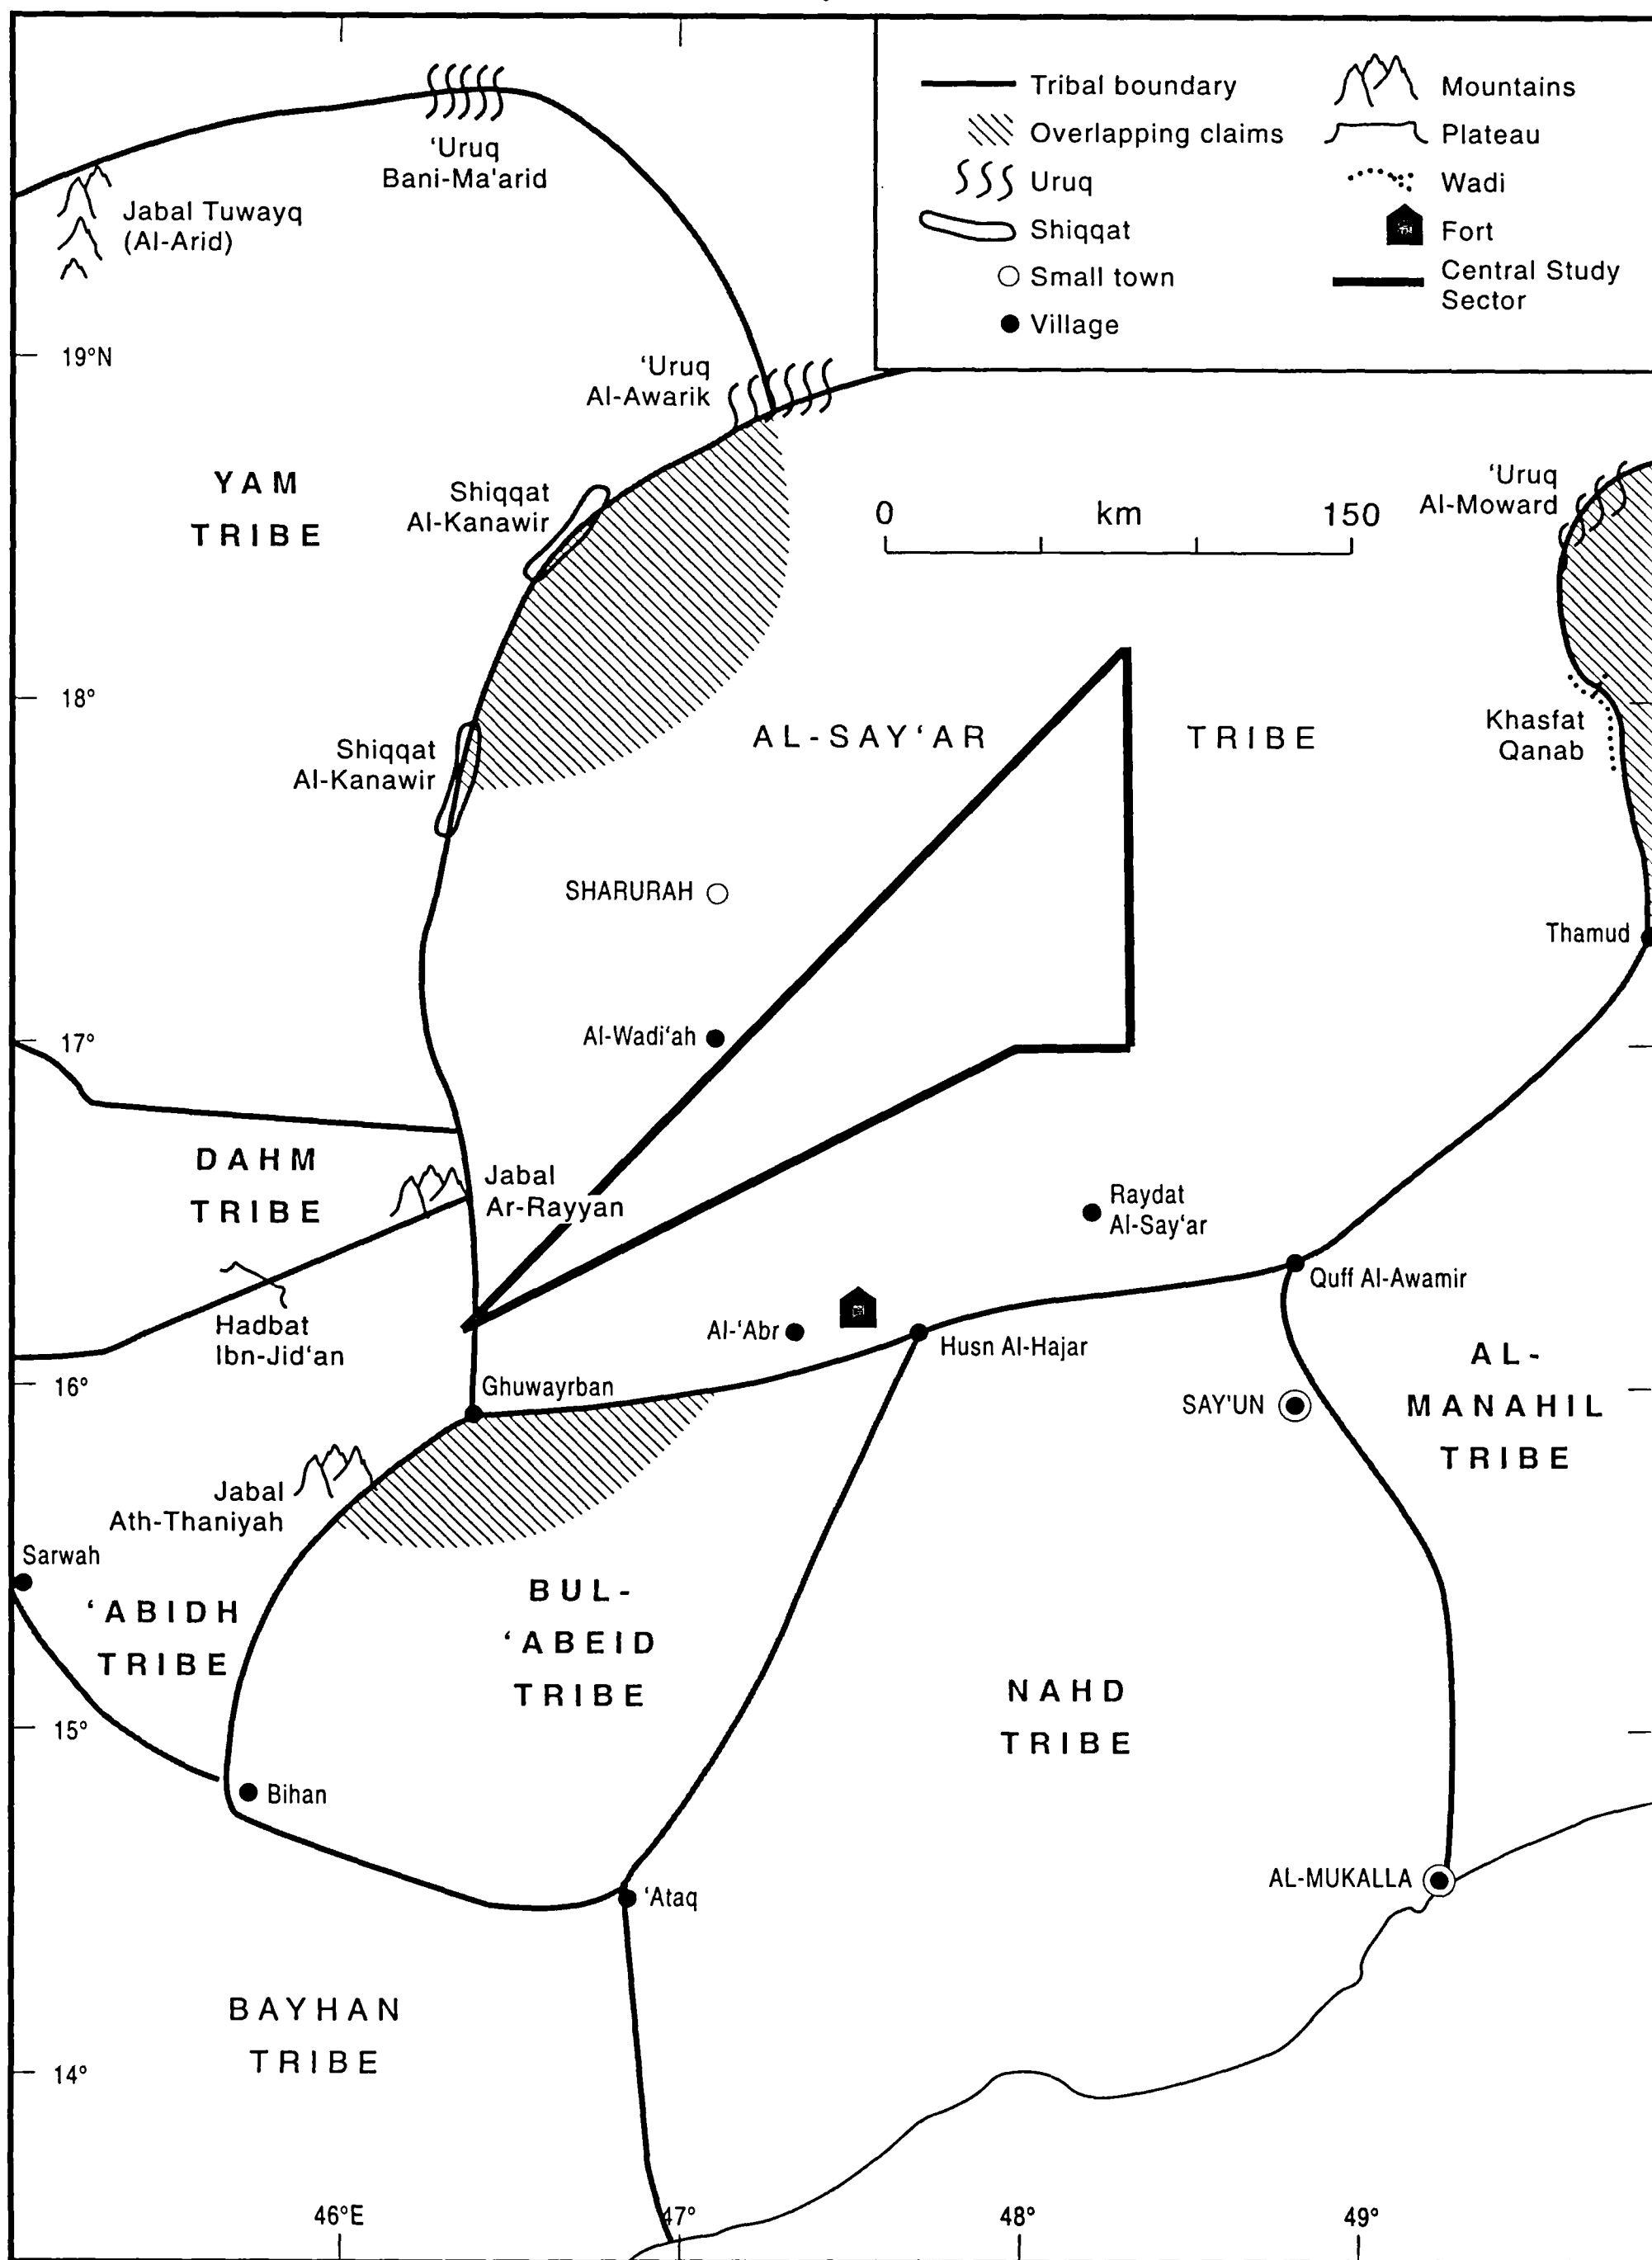 Tribal boundary
Overlapping claims
Uruq
Shiqqat
Small town
Village
Mountains
Plateau
Wadi
Fort
Central Study
Sector
‘Uruq
Bani-Ma'arid
Jabal Tuwayq
(Al-Arid)
19°N
‘Uruq
Al-Awarik
YAM
TRIBE
Shiqqat
Al-Kanawir
0 km 150
‘Uruq
Al-Moward
18°
Shiqqat
Al-Kanawir
AL-SAY‘AR TRIBE
Khasfat
Qanab
SHARURAH
Thamud
17°
Al-Wadi‘ah
DAHM
TRIBE
Jabal
Ar-Rayyan
Raydat
Al-Say‘ar
Quff Al-Awamir
Hadbat
Ibn-Jid‘an
Al-‘Abr
Husn Al-Hajar
16°
Ghuwayrban
SAY'UN
AL-
MANAHIL
TRIBE
Jabal
Ath-Thaniyah
Sarwah
‘ABIDH
TRIBE
BUL-
‘ABEID
TRIBE
NAHD
TRIBE
15°
Bihan
AL-MUKALLA
‘Ataq
BAYHAN
TRIBE
14°
46°E 47° 48° 49°